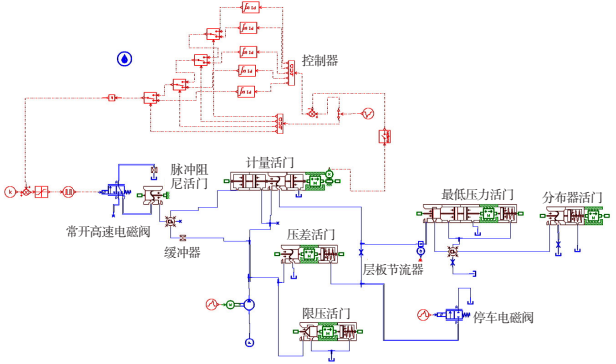 控制器
脉冲阻
尼活门
计量活门
最低压力活门
分布器活门
常开高速电磁阀
缓冲器
压差活门
层板节流器
限压活门
停车电磁阀
k